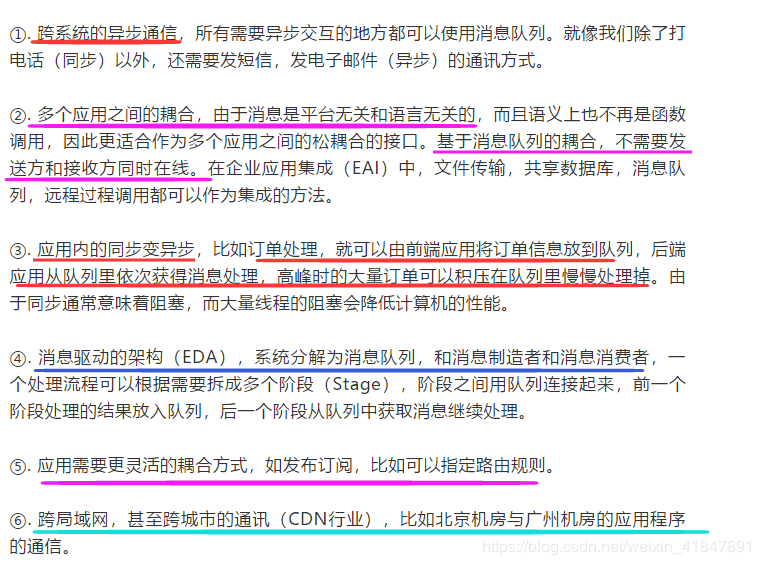 ①. 跨系统的异步通信，所有需要异步交互的地方都可以使用消息队列。就像我们除了打
电话（同步）以外，还需要发短信，发电子邮件（异步）的通讯方式。
②. 多个应用之间的耦合，由于消息是平台无关和语言无关的，而且语义上也不再是函数
调用，因此更适合作为多个应用之间的松耦合的接口。基于消息队列的耦合，不需要发
送方和接收方同时在线。在企业应用集成（EAI）中，文件传输，共享数据库，消息队
列，远程过程调用都可以作为集成的方法。
③. 应用内的同步变异步，比如订单处理，就可以由前端应用将订单信息放到队列，后端
应用从队列里依次获得消息处理，高峰时的大量订单可以积压在队列里慢慢处理掉。由
于同步通常意味着阻塞，而大量线程的阻塞会降低计算机的性能。
④. 消息驱动的架构（EDA），系统分解为消息队列，和消息制造者和消息消费者，一
个处理流程可以根据需要拆成多个阶段（Stage），阶段之间用队列连接起来，前一个
阶段处理的结果放入队列，后一个阶段从队列中获取消息继续处理。
⑤. 应用需要更灵活的耦合方式，如发布订阅，比如可以指定路由规则。
⑥. 跨局域网，甚至跨城市的通讯（CDN行业），比如北京机房与广州机房的应用程序
的通信。
https://blog.csdn.net/weixin_41847891